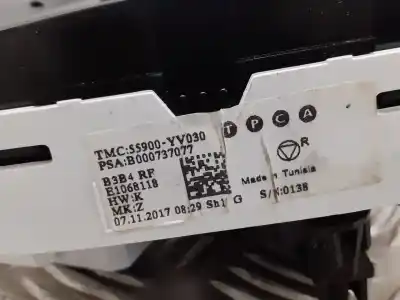 TMC:55900-YV030
PSA:B000737077
B3B4 RF
E1068118
HW:K
MK:Z
07.11.2017 08:29 Sb1 G
T P C A
R
Made in Tunisia
S/N:0138